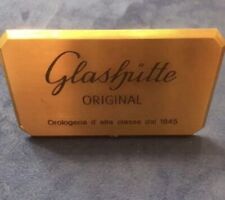 Glashütte
ORIGINAL
Orologeria d'alta classe dal 1845